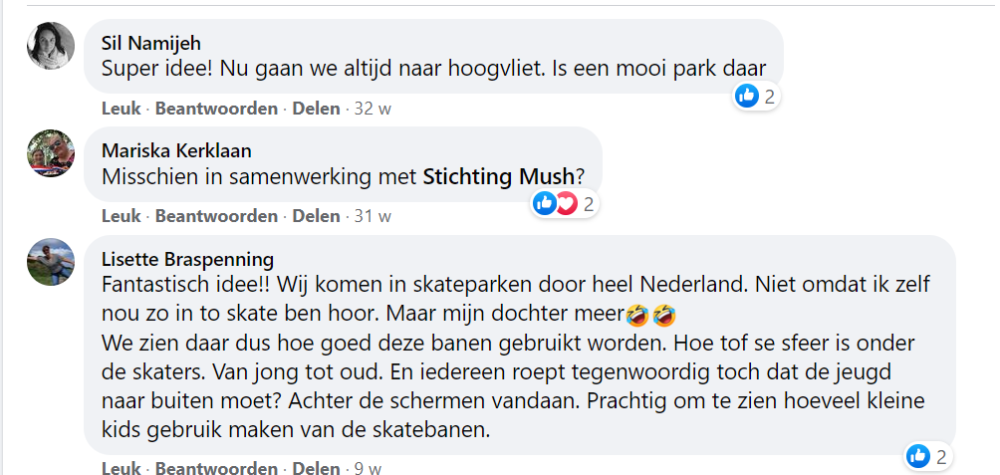 Sil Namijeh
Super idee! Nu gaan we altijd naar hoogvliet. Is een mooi park daar
2
Leuk · Beantwoorden · Delen · 32 w
Mariska Kerklaan
Misschien in samenwerking met Stichting Mush?
2
Leuk · Beantwoorden · Delen · 31 w
Lisette Braspenning
Fantastisch idee!! Wij komen in skateparken door heel Nederland. Niet omdat ik zelf
nou zo in to skate ben hoor. Maar mijn dochter meer🤣🤣
We zien daar dus hoe goed deze banen gebruikt worden. Hoe tof se sfeer is onder
de skaters. Van jong tot oud. En iedereen roept tegenwoordig toch dat de jeugd
naar buiten moet? Achter de schermen vandaan. Prachtig om te zien hoeveel kleine
kids gebruik maken van de skatebanen.
2
Leuk · Beantwoorden · Delen · 9 w